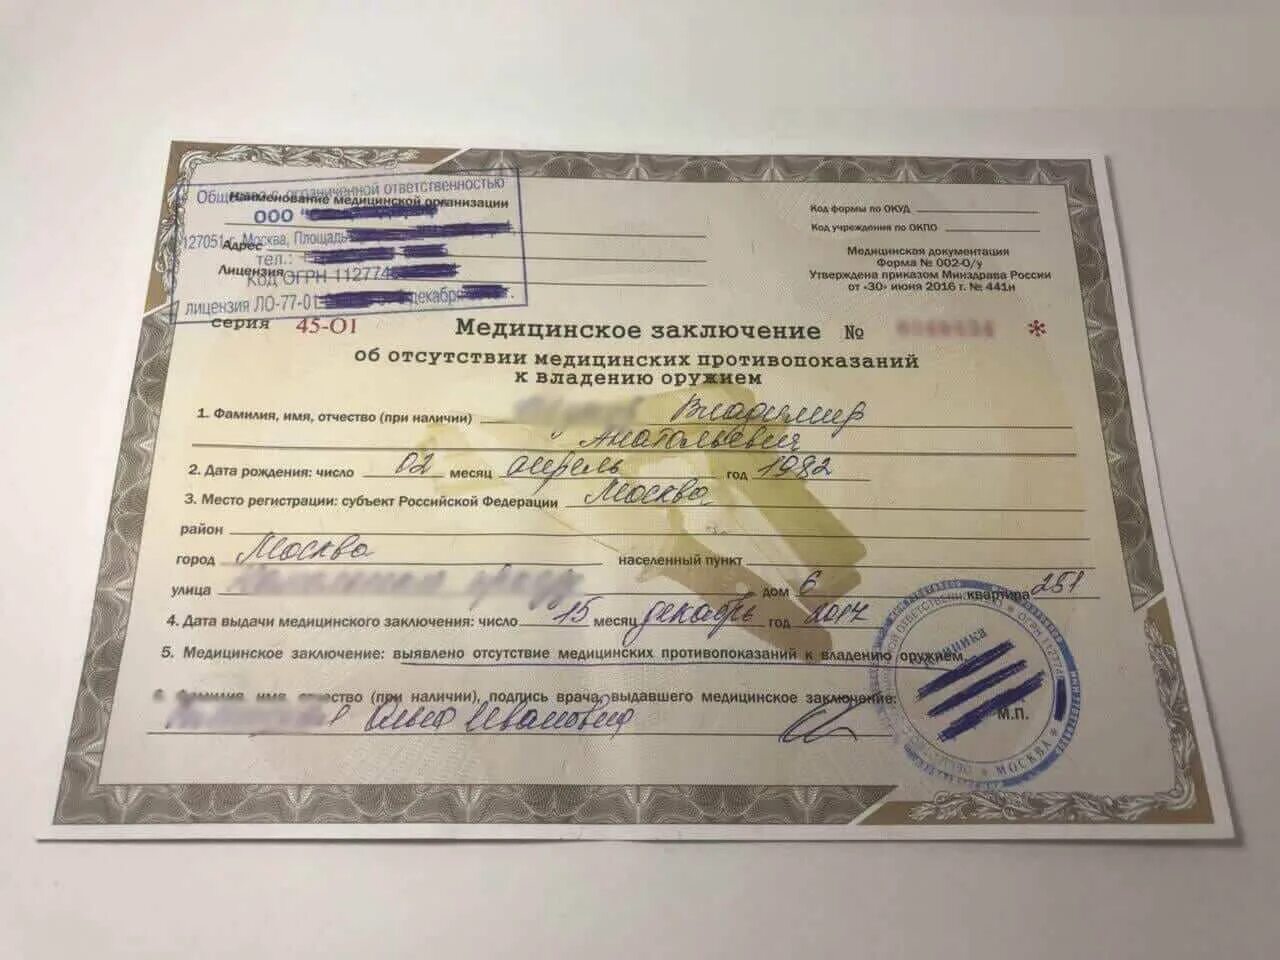 Общество с ограниченной ответственностью
Наименование медицинской организации
ООО
127051 г. Москва, Площадь
Адрес
тел.:
Лицензия
Код ОГРН 112774
лицензия ЛО-77-01 декабря
Код формы по ОКУД
Код учреждения по ОКПО
Медицинская документация
Форма № 002-О/у
Утверждена приказом Минздрава России
от «30» июня 2016 г. № 441н
серия 45-01
Медицинское заключение №
*
об отсутствии медицинских противопоказаний
к владению оружием
1. Фамилия, имя, отчество (при наличии) Владимир
Анатольевич
2. Дата рождения: число 02 месяц апрель год 1982
3. Место регистрации: субъект Российской Федерации Москва
район
город Москва населенный пункт
улица дом 6 квартира 251
4. Дата выдачи медицинского заключения: число 15 месяц декабрь год 2017
5. Медицинское заключение: выявлено отсутствие медицинских противопоказаний к владению оружием.
6. Фамилия, имя, отчество (при наличии), подпись врача, выдавшего медицинское заключение:
Ивановна
М.П.
ОГРН 112774
МОСКВА